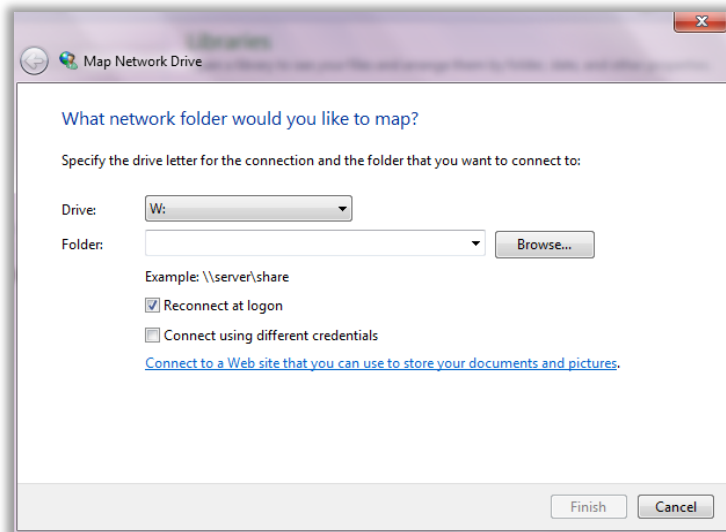 Libraries
Map Network Drive
What network folder would you like to map?
Specify the drive letter for the connection and the folder that you want to connect to:
Drive: W:
Folder: Browse...
Example: \\server\share
Reconnect at logon
Connect using different credentials
Connect to a Web site that you can use to store your documents and pictures.
Finish Cancel